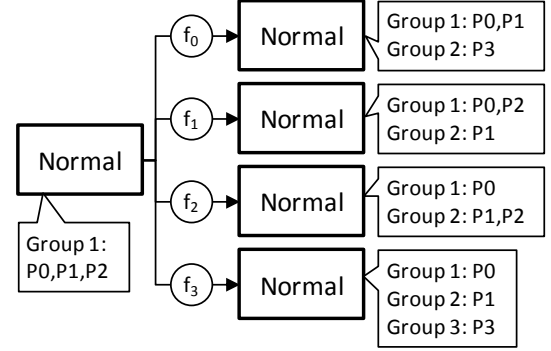 f0
Normal
Group 1: P0,P1
Group 2: P3
f1
Normal
Group 1: P0,P2
Group 2: P1
Normal
Group 1:
P0,P1,P2
f2
Normal
Group 1: P0
Group 2: P1,P2
f3
Normal
Group 1: P0
Group 2: P1
Group 3: P3